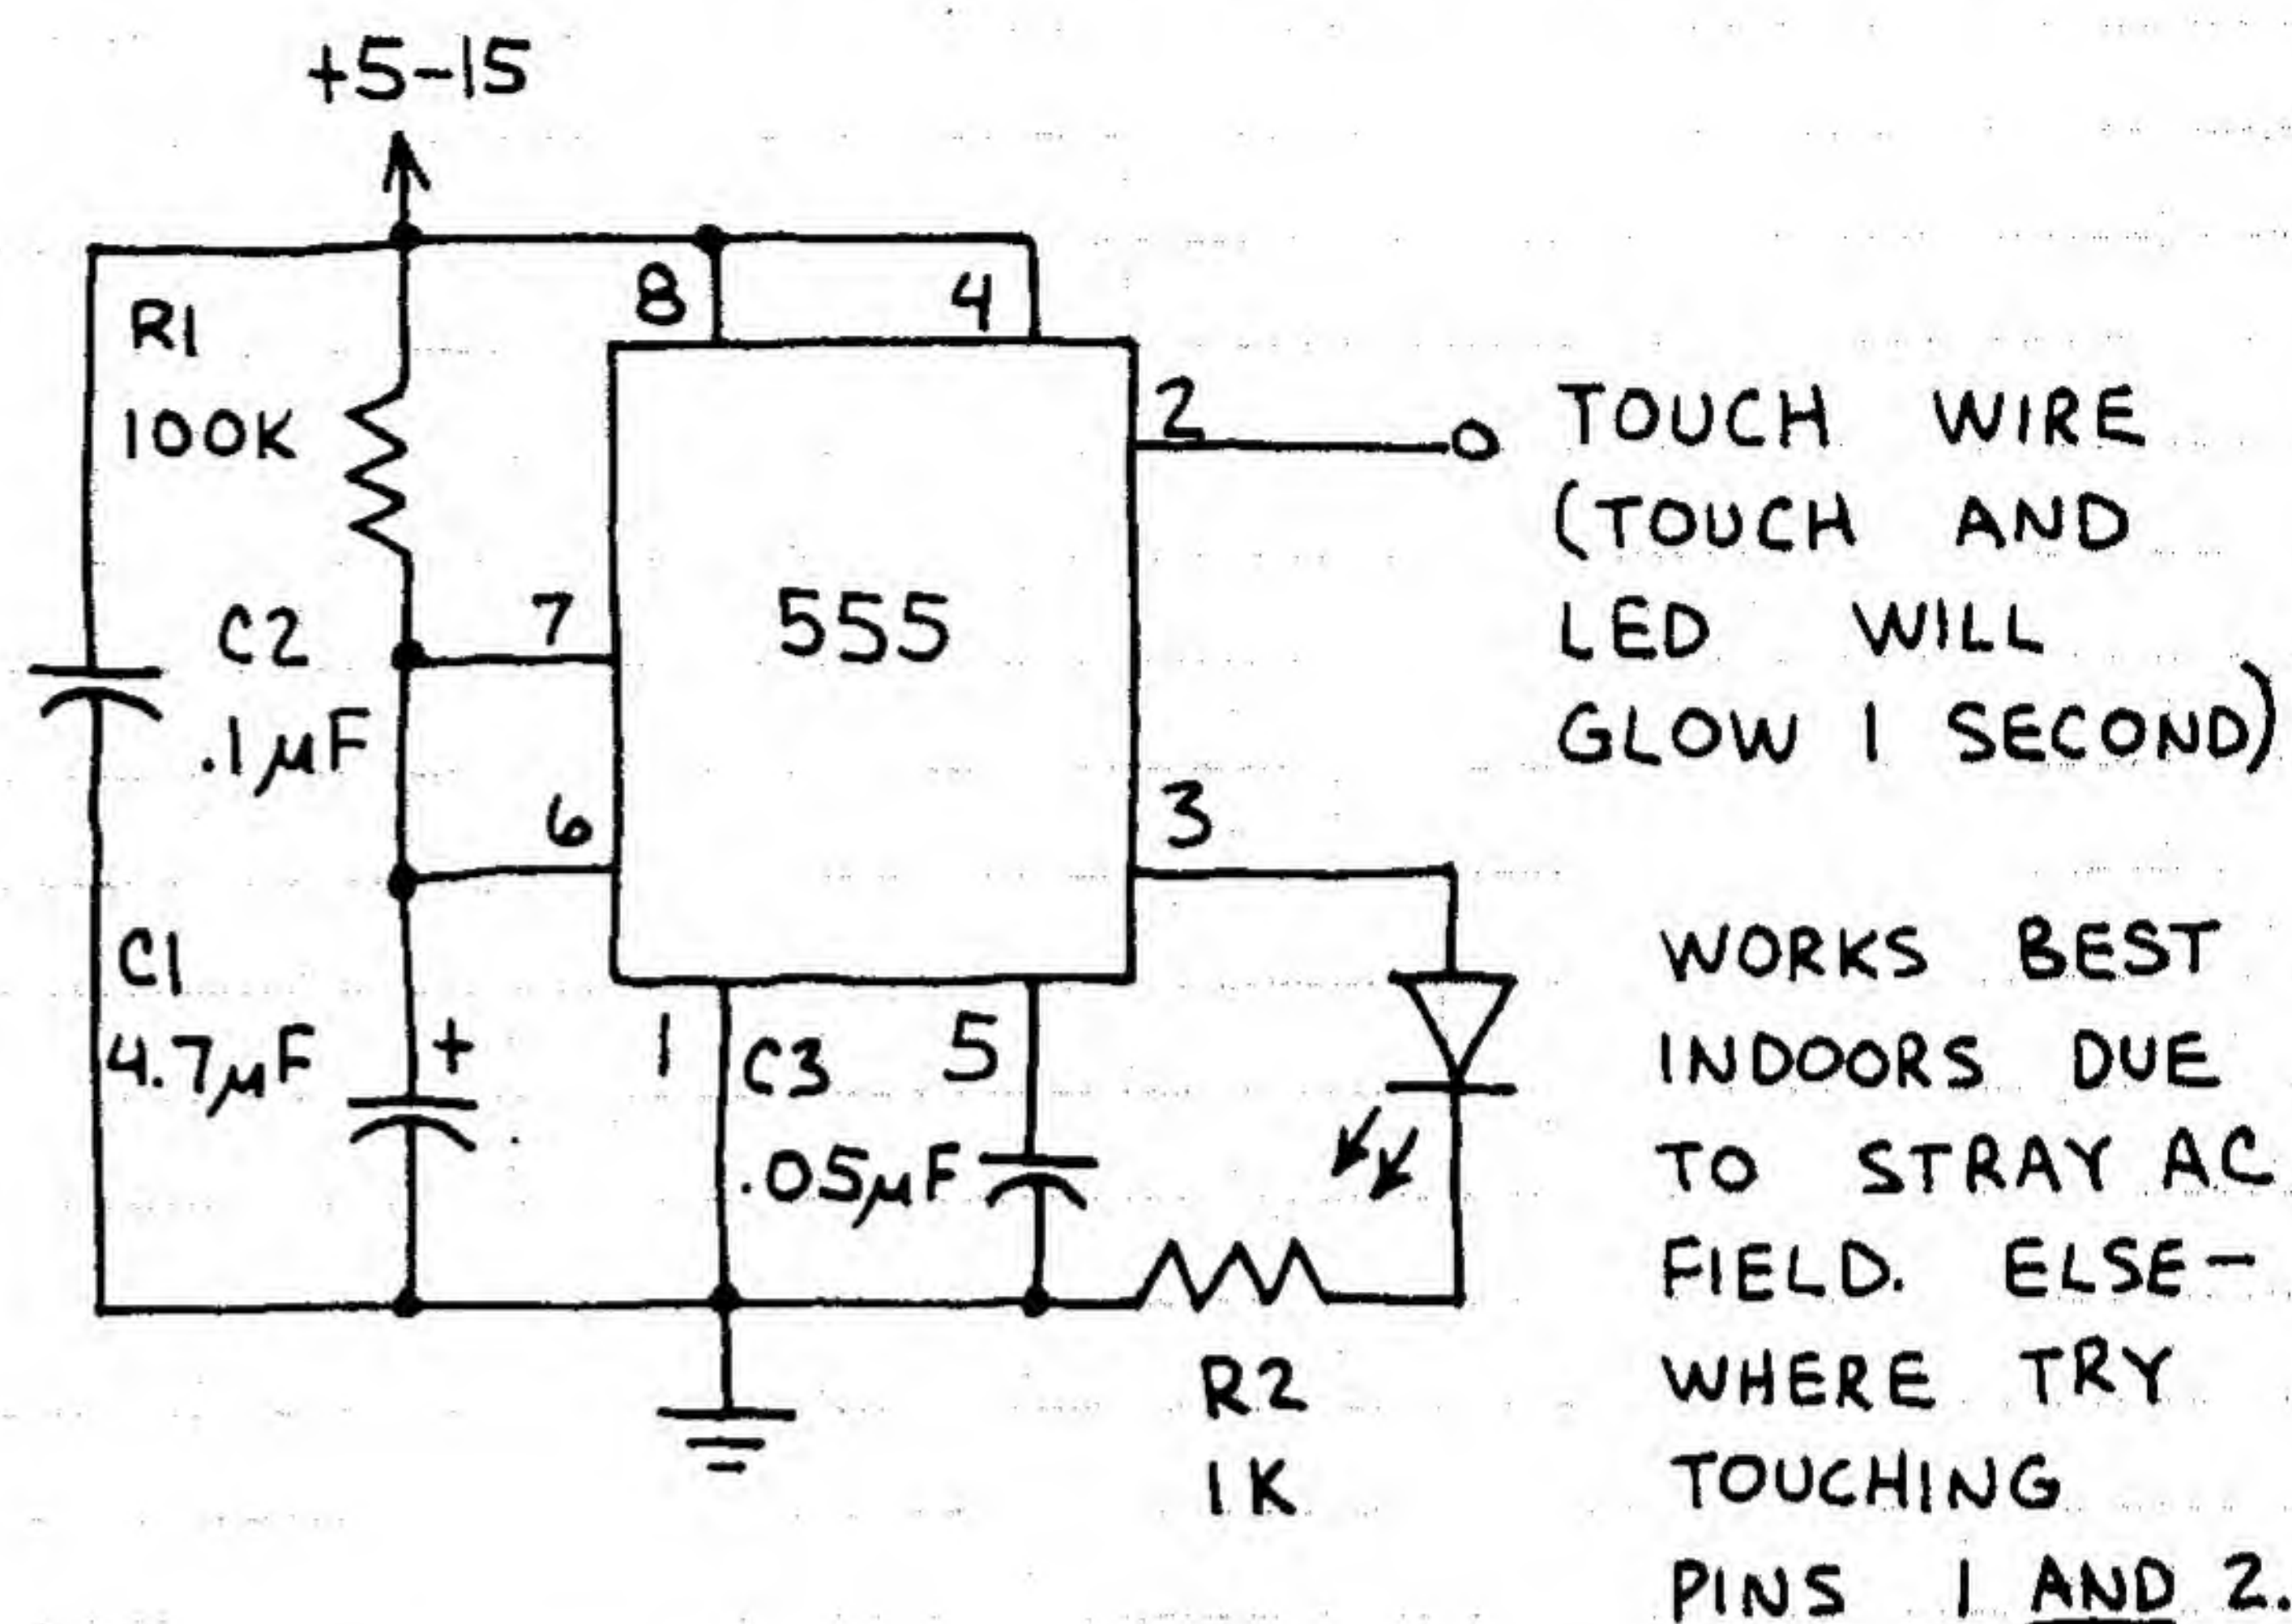 +5-15
8
4
R1
100K
2
TOUCH WIRE
(TOUCH AND
LED WILL
GLOW 1 SECOND)
C2
.1µF
7
555
6
3
C1
4.7µF
+
1
C3
.05µF
5
WORKS BEST
INDOORS DUE
TO STRAY AC
FIELD. ELSE-
WHERE TRY
TOUCHING
PINS 1 AND 2.
R2
1K